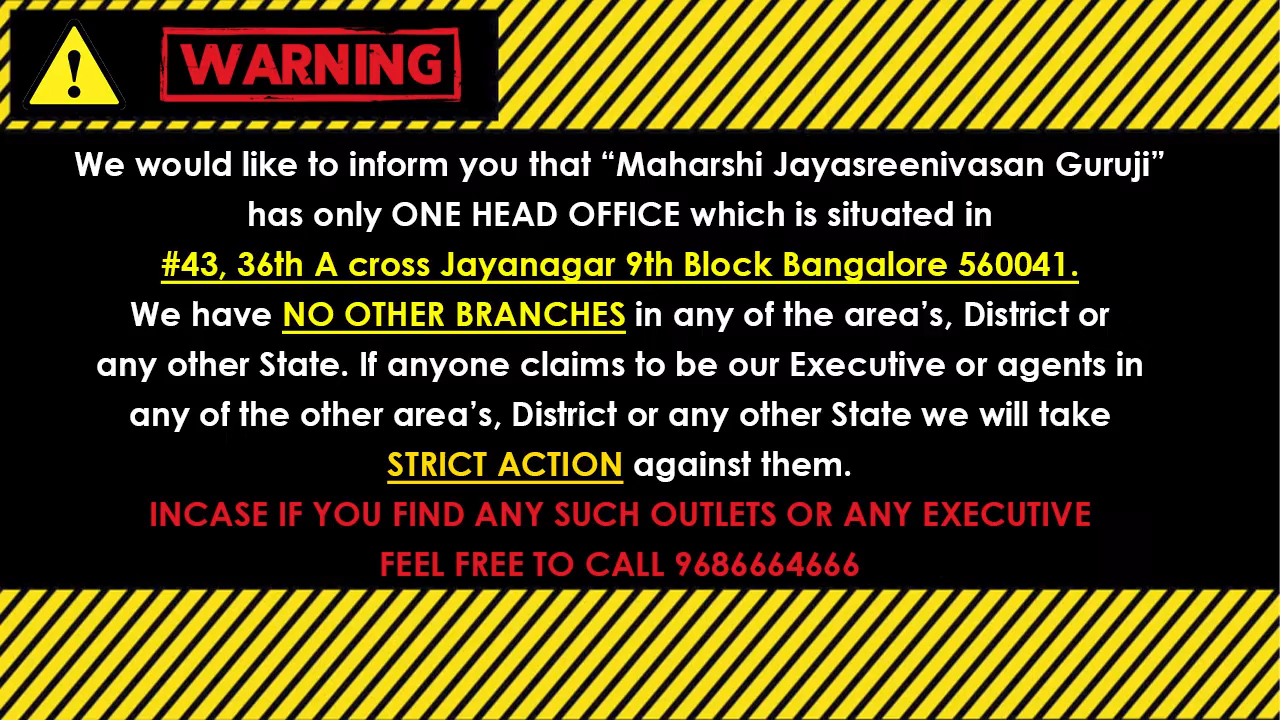 WARNING
We would like to inform you that “Maharshi Jayasreenivasan Guruji”
has only ONE HEAD OFFICE which is situated in
#43, 36th A cross Jayanagar 9th Block Bangalore 560041.
We have NO OTHER BRANCHES in any of the area’s, District or
any other State. If anyone claims to be our Executive or agents in
any of the other area’s, District or any other State we will take
STRICT ACTION against them.
INCASE IF YOU FIND ANY SUCH OUTLETS OR ANY EXECUTIVE
FEEL FREE TO CALL 9686664666